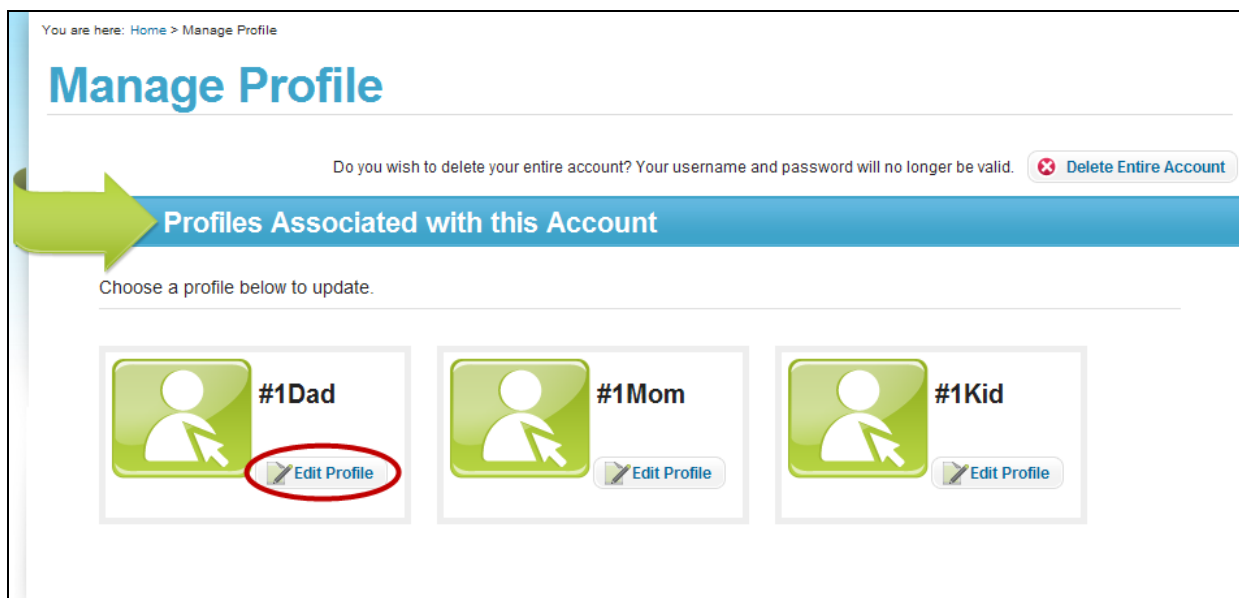 You are here: Home > Manage Profile
Manage Profile
Do you wish to delete your entire account? Your username and password will no longer be valid. Delete Entire Account
Profiles Associated with this Account
Choose a profile below to update.
#1Dad
Edit Profile
#1Mom
Edit Profile
#1Kid
Edit Profile